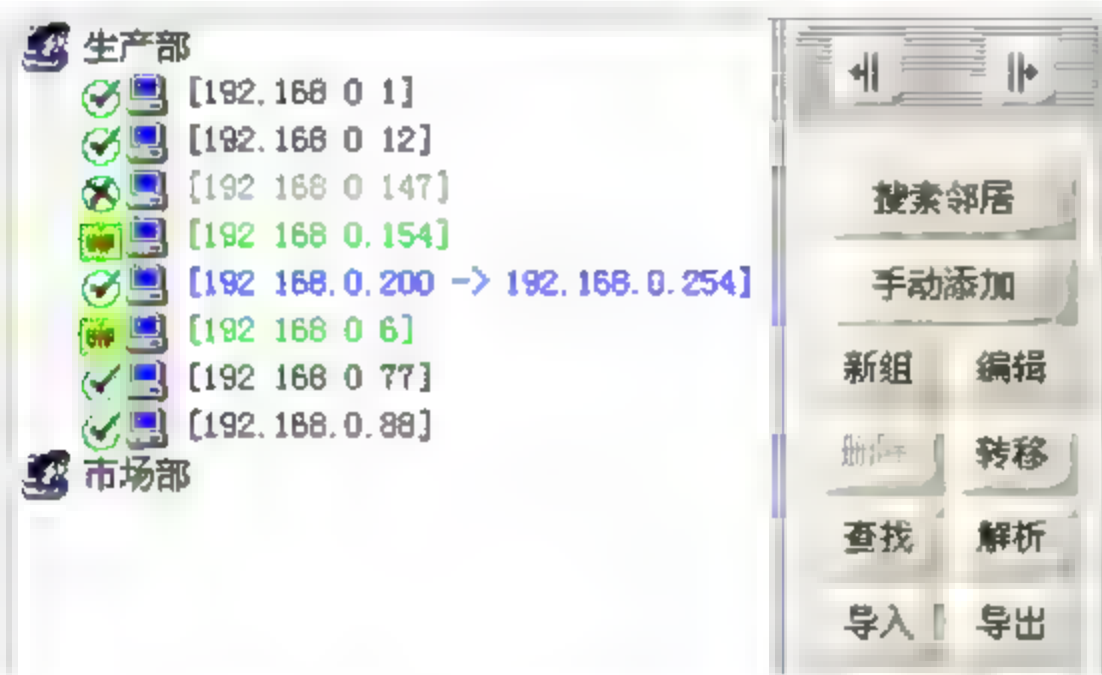 生产部
[192.168 0 1]
[192.168 0 12]
[192 168 0 147]
[192 168 0.154]
[192 168.0.200 -> 192.168.0.254]
[192 168 0 6]
[192 168 0 77]
[192.168.0.88]
市场部
搜索邻居
手动添加
新组 编辑
转移
查找 解析
导入 导出